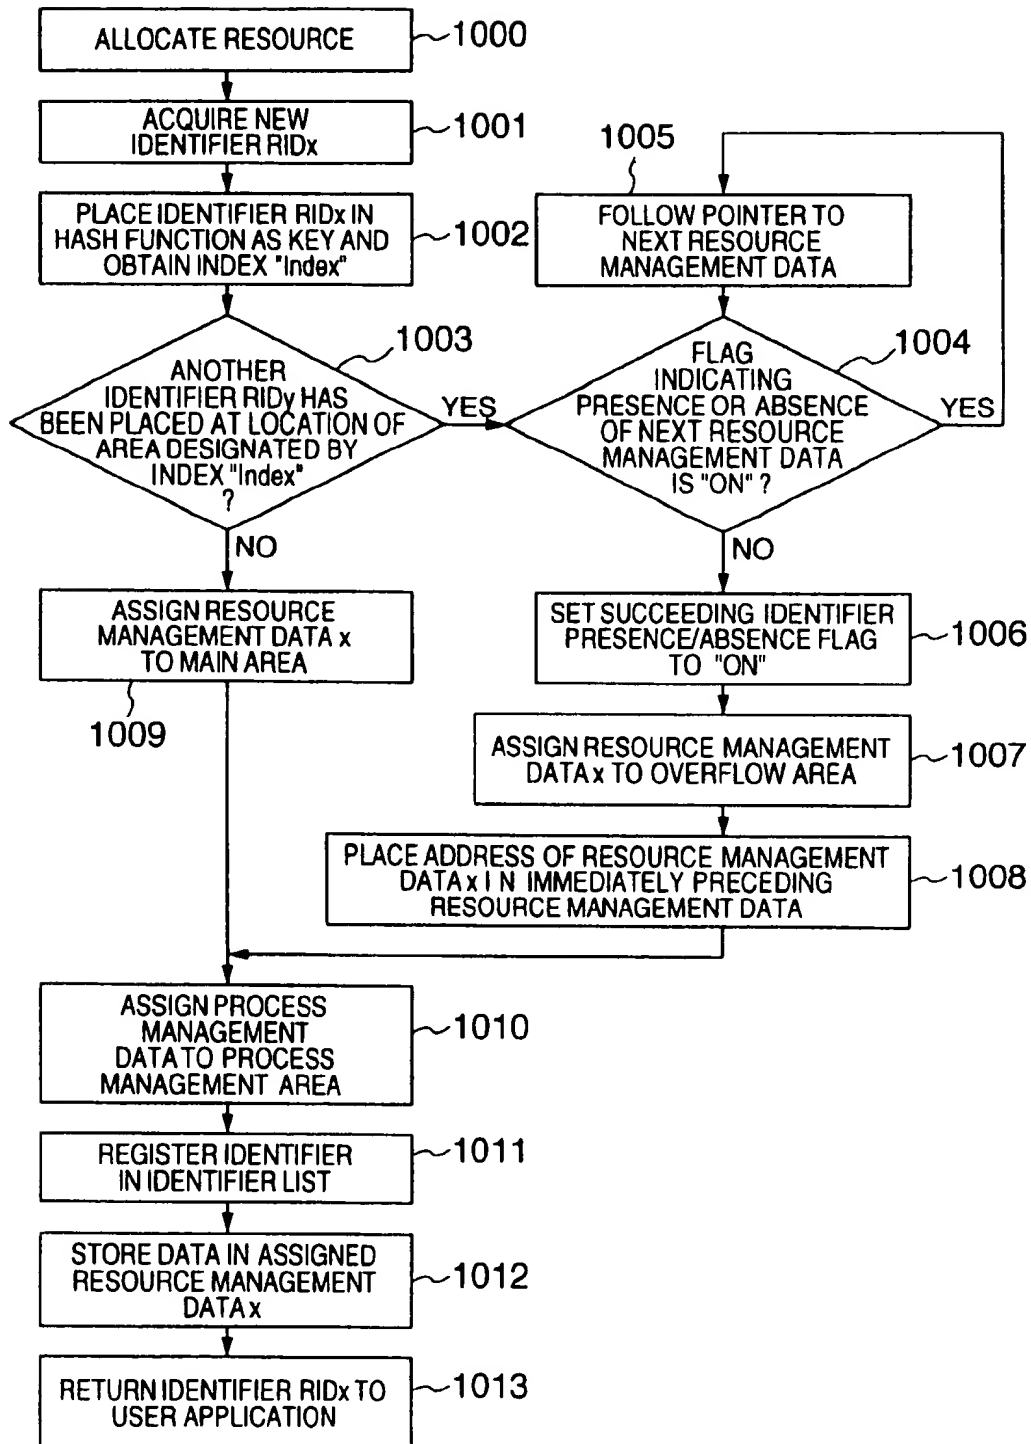 ALLOCATE RESOURCE
1000
ACQUIRE NEW
IDENTIFIER RIDx
1001
PLACE IDENTIFIER RIDx IN
HASH FUNCTION AS KEY AND
OBTAIN INDEX "Index"
1002
1003
ANOTHER
IDENTIFIER RIDy HAS
BEEN PLACED AT LOCATION OF
AREA DESIGNATED BY
INDEX "Index"
?
YES
NO
1005
FOLLOW POINTER TO
NEXT RESOURCE
MANAGEMENT DATA
1004
FLAG
INDICATING
PRESENCE OR ABSENCE
OF NEXT RESOURCE
MANAGEMENT DATA
IS "ON" ?
YES
NO
ASSIGN RESOURCE
MANAGEMENT DATA x
TO MAIN AREA
1009
SET SUCCEEDING IDENTIFIER
PRESENCE/ABSENCE FLAG
TO "ON"
1006
ASSIGN RESOURCE MANAGEMENT
DATA x TO OVERFLOW AREA
1007
PLACE ADDRESS OF RESOURCE MANAGEMENT
DATA x I N IMMEDIATELY PRECEDING
RESOURCE MANAGEMENT DATA
1008
ASSIGN PROCESS
MANAGEMENT
DATA TO PROCESS
MANAGEMENT AREA
1010
REGISTER IDENTIFIER
IN IDENTIFIER LIST
1011
STORE DATA IN ASSIGNED
RESOURCE MANAGEMENT
DATA x
1012
RETURN IDENTIFIER RIDx TO
USER APPLICATION
1013